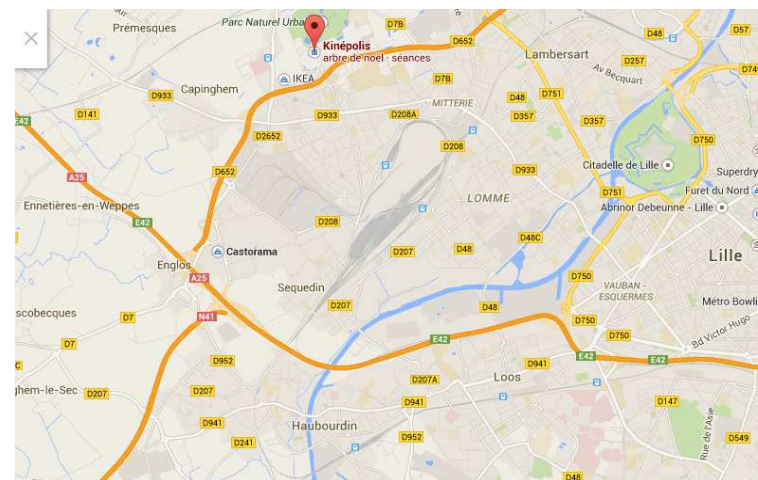 Prémesques
Parc Naturel Urba
D7B
D652
D48
D57
Kinépolis
arbre de noel - séances
Lambersart
D257
IKEA
D7B
D749
Av Becquart
Capinghem
D933
MITTERIE
D48
D751
D141
E42
D933
D208A
D357
D357
D2652
D208
D750
D652
D933
Citadelle de Lille
A25
Superdry
D751
Furet du Nord
LOMME
Ennetières-en-Weppes
Abrinor Debeunne - Lille
E42
D208
D48C
Castorama
D207
D48
Lille
Englos
A25
D750
Sequedin
VAUBAN -
ESQUERMES
D207
D48
Métro Bowli
scobecques
D7
N41
D750
D750
Bd Victor Hugo
E42
D7
D952
E42
E42
D941
D207A
Loos
ghem-le-Sec
D207
D207
D941
D147
Rue de l'Asie
Haubourdin
D241
D952
D549
D48